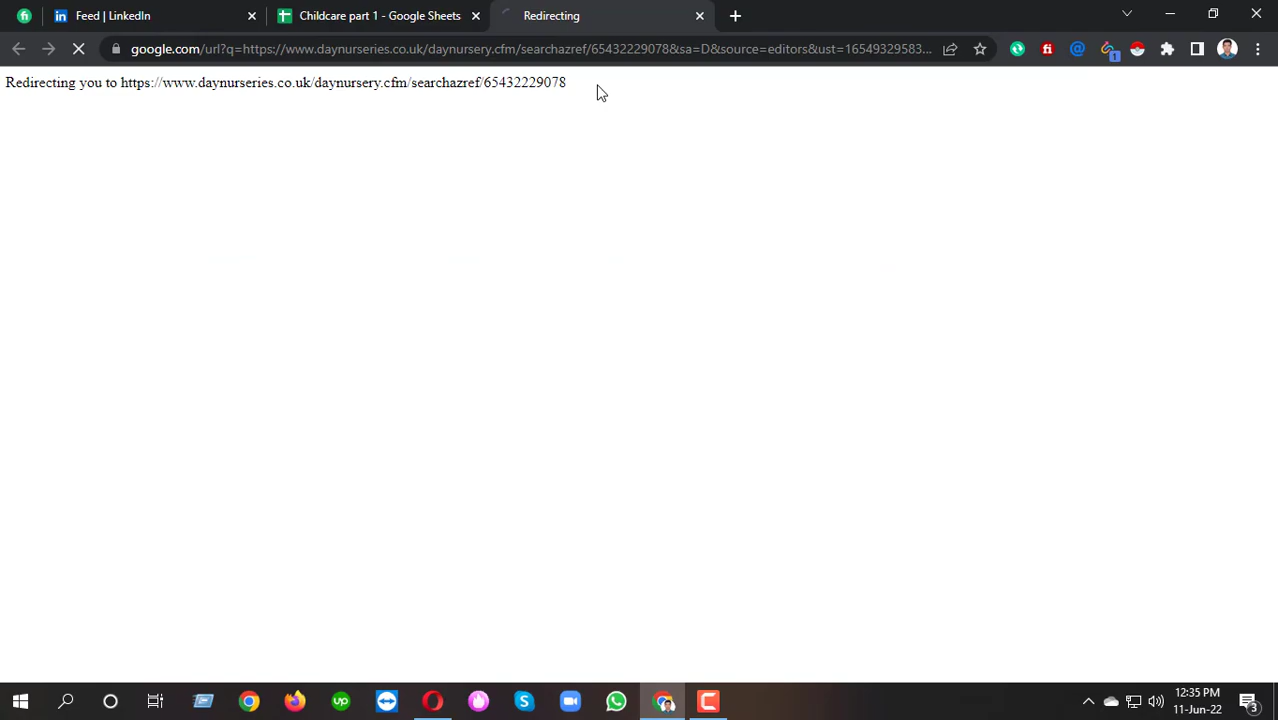 Feed | LinkedIn
Childcare part 1 - Google Sheets
Redirecting
google.com/url?q=https://www.daynurseries.co.uk/daynursery.cfm/searchazref/65432229078&sa=D&source=editors&ust=16549329583...
1
Redirecting you to https://www.daynurseries.co.uk/daynursery.cfm/searchazref/65432229078
12:35 PM
11-Jun-22
3